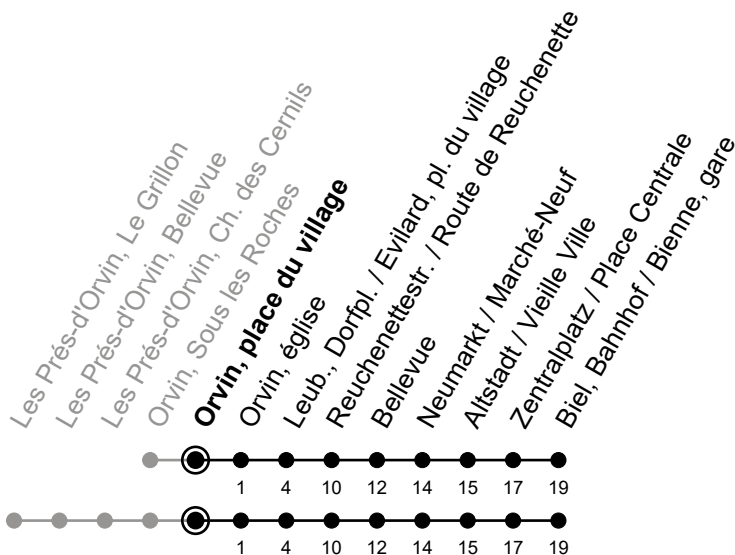 Les Prés-d'Orvin, Le Grillon
Les Prés-d'Orvin, Bellevue
Les Prés-d'Orvin, Ch. des Cernils
Orvin, Sous les Roches
Orvin, place du village
Orvin, église
Leub., Dorfpl. / Evilard, pl. du village
Reuchenettestr. / Route de Reuchenette
Bellevue
Neumarkt / Marché-Neuf
Altstadt / Vieille Ville
Zentralplatz / Place Centrale
Biel, Bahnhof / Bienne, gare
1 4 10 12 14 15 17 19
1 4 10 12 14 15 17 19